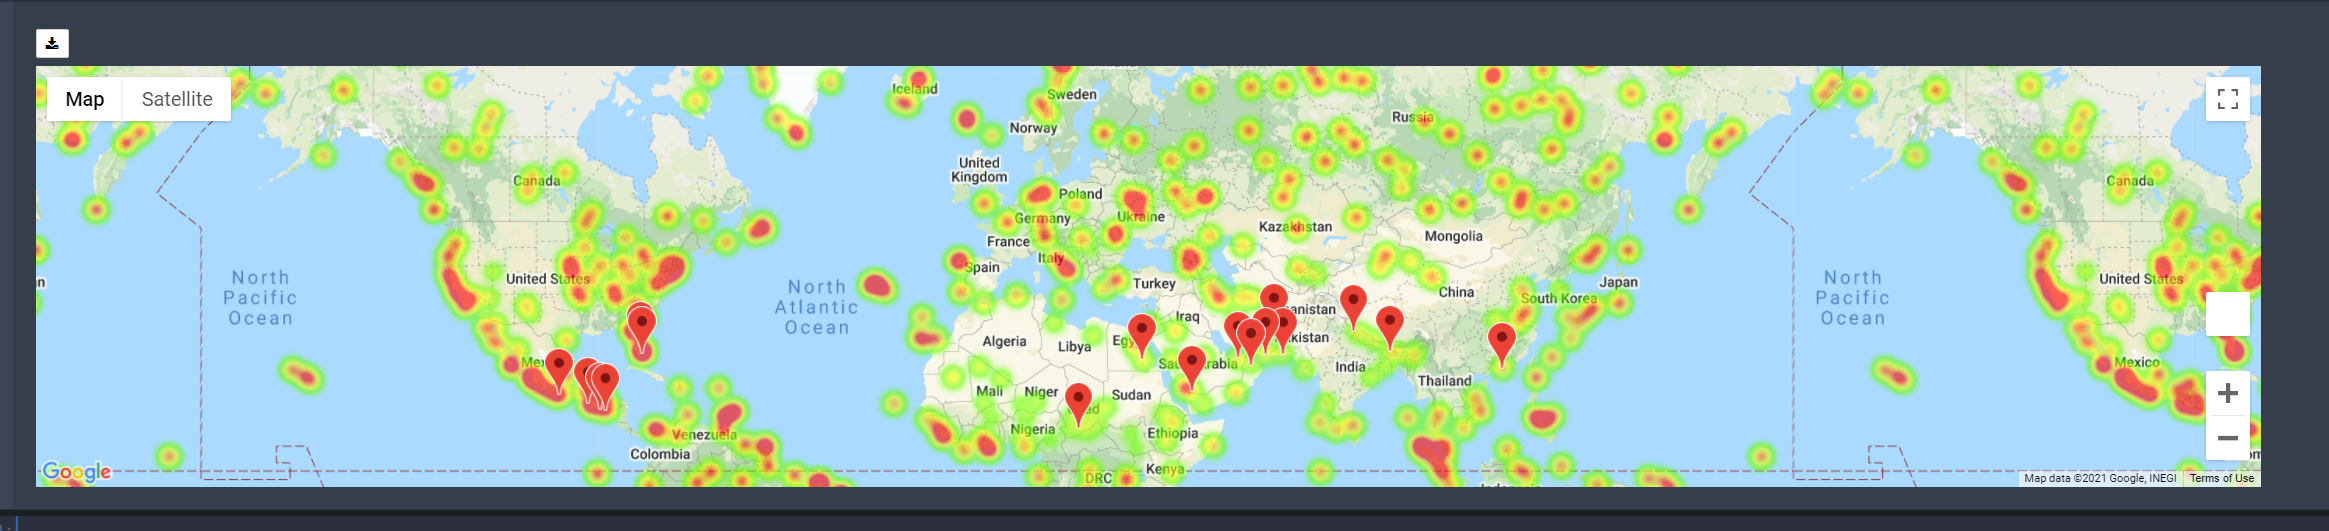 Map
Satellite
Iceland
Sweden
Norway
Russia
United
Kingdom
Canada
Canada
Poland
Germany
Ukraine
France
Kazakhstan
Mongolia
Italy
Spain
United States
United States
Turkey
Japan
China
South Korea
North
Pacific
Ocean
North
Atlantic
Ocean
North
Pacific
Ocean
Iraq
Algeria
Libya
India
Thailand
Mexico
Mali
Niger
Sudan
Nigeria
Ethiopia
Venezuela
Colombia
Kenya
DRC
Google
Map data ©2021 Google, INEGI
Terms of Use